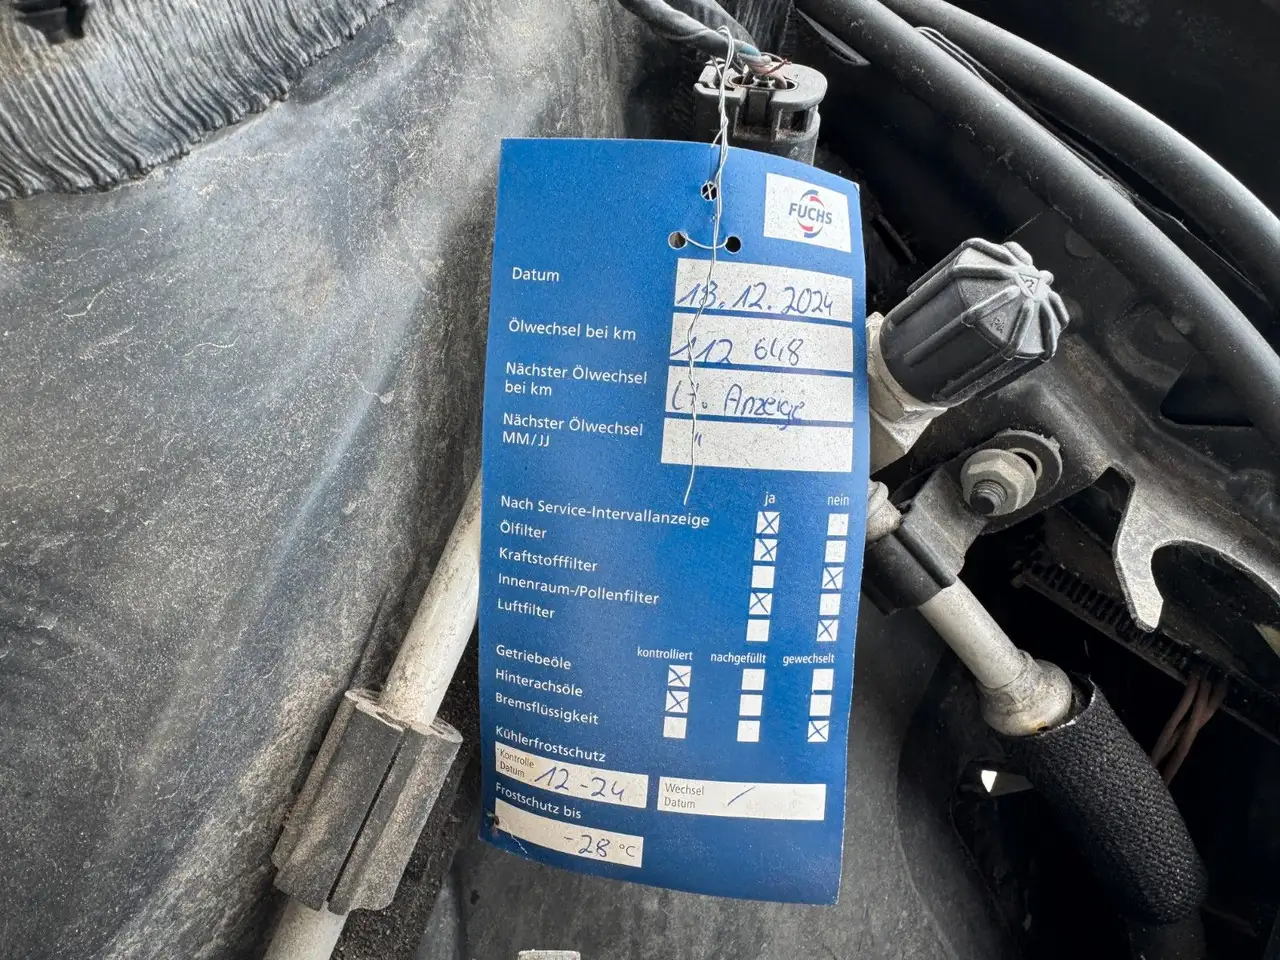 FUCHS
Datum 13.12.2024
Ölwechsel bei km 112 648
Nächster Ölwechsel
bei km Lt. Anzeige
Nächster Ölwechsel
MM/JJ "
ja nein
Nach Service-Intervallanzeige
Ölfilter
Kraftstofffilter
Innenraum-/Pollenfilter
Luftfilter
kontrolliert nachgefüllt gewechselt
Getriebeöle
Hinterachsöle
Bremsflüssigkeit
Kühlerfrostschutz
Kontrolle
Datum 12-24
Wechsel
Datum /
Frostschutz bis
-28 °C